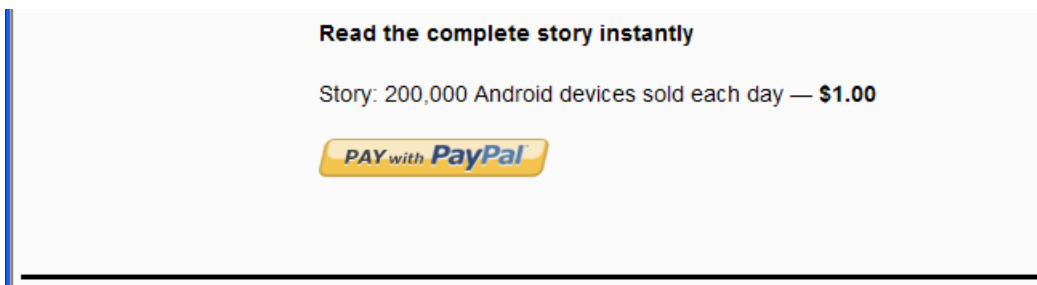 Read the complete story instantly
Story: 200,000 Android devices sold each day — $1.00
PAY with PayPal